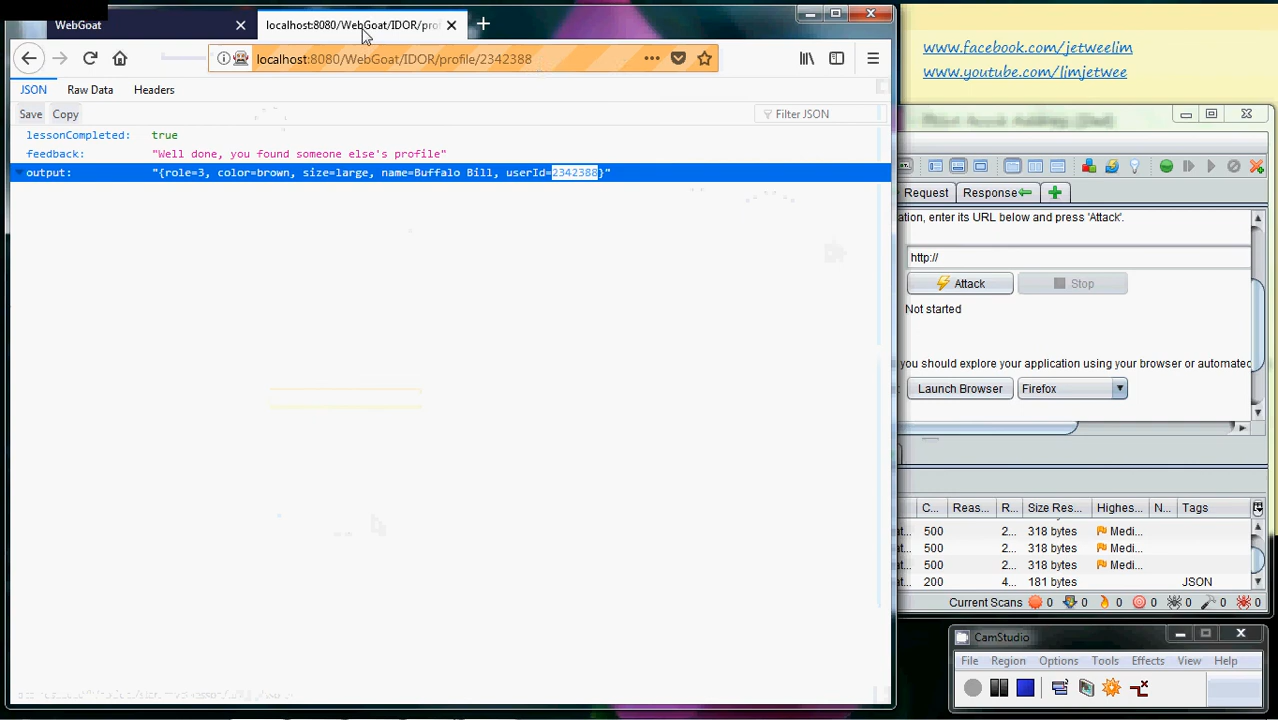 WebGoat
localhost:8080/WebGoat/IDOR/prof
localhost:8080/WebGoat/IDOR/profile/2342388
JSON Raw Data Headers
Save Copy Filter JSON
lessonCompleted: true
feedback: "Well done, you found someone else's profile"
output: "{role=3, color=brown, size=large, name=Buffalo Bill, userId=2342388}"
www.facebook.com/jetweelim
www.youtube.com/limjetwee
Request Response
ation, enter its URL below and press 'Attack'.
http://
Attack Stop
Not started
you should explore your application using your browser or automated
Launch Browser Firefox
C... Reas... R... Size Res... Highes... N... Tags
500 2... 318 bytes Medi...
500 2... 318 bytes Medi...
500 2... 318 bytes Medi...
200 4... 181 bytes JSON
Current Scans 0 0 0 0 0 0 0
CamStudio
File Region Options Tools Effects View Help